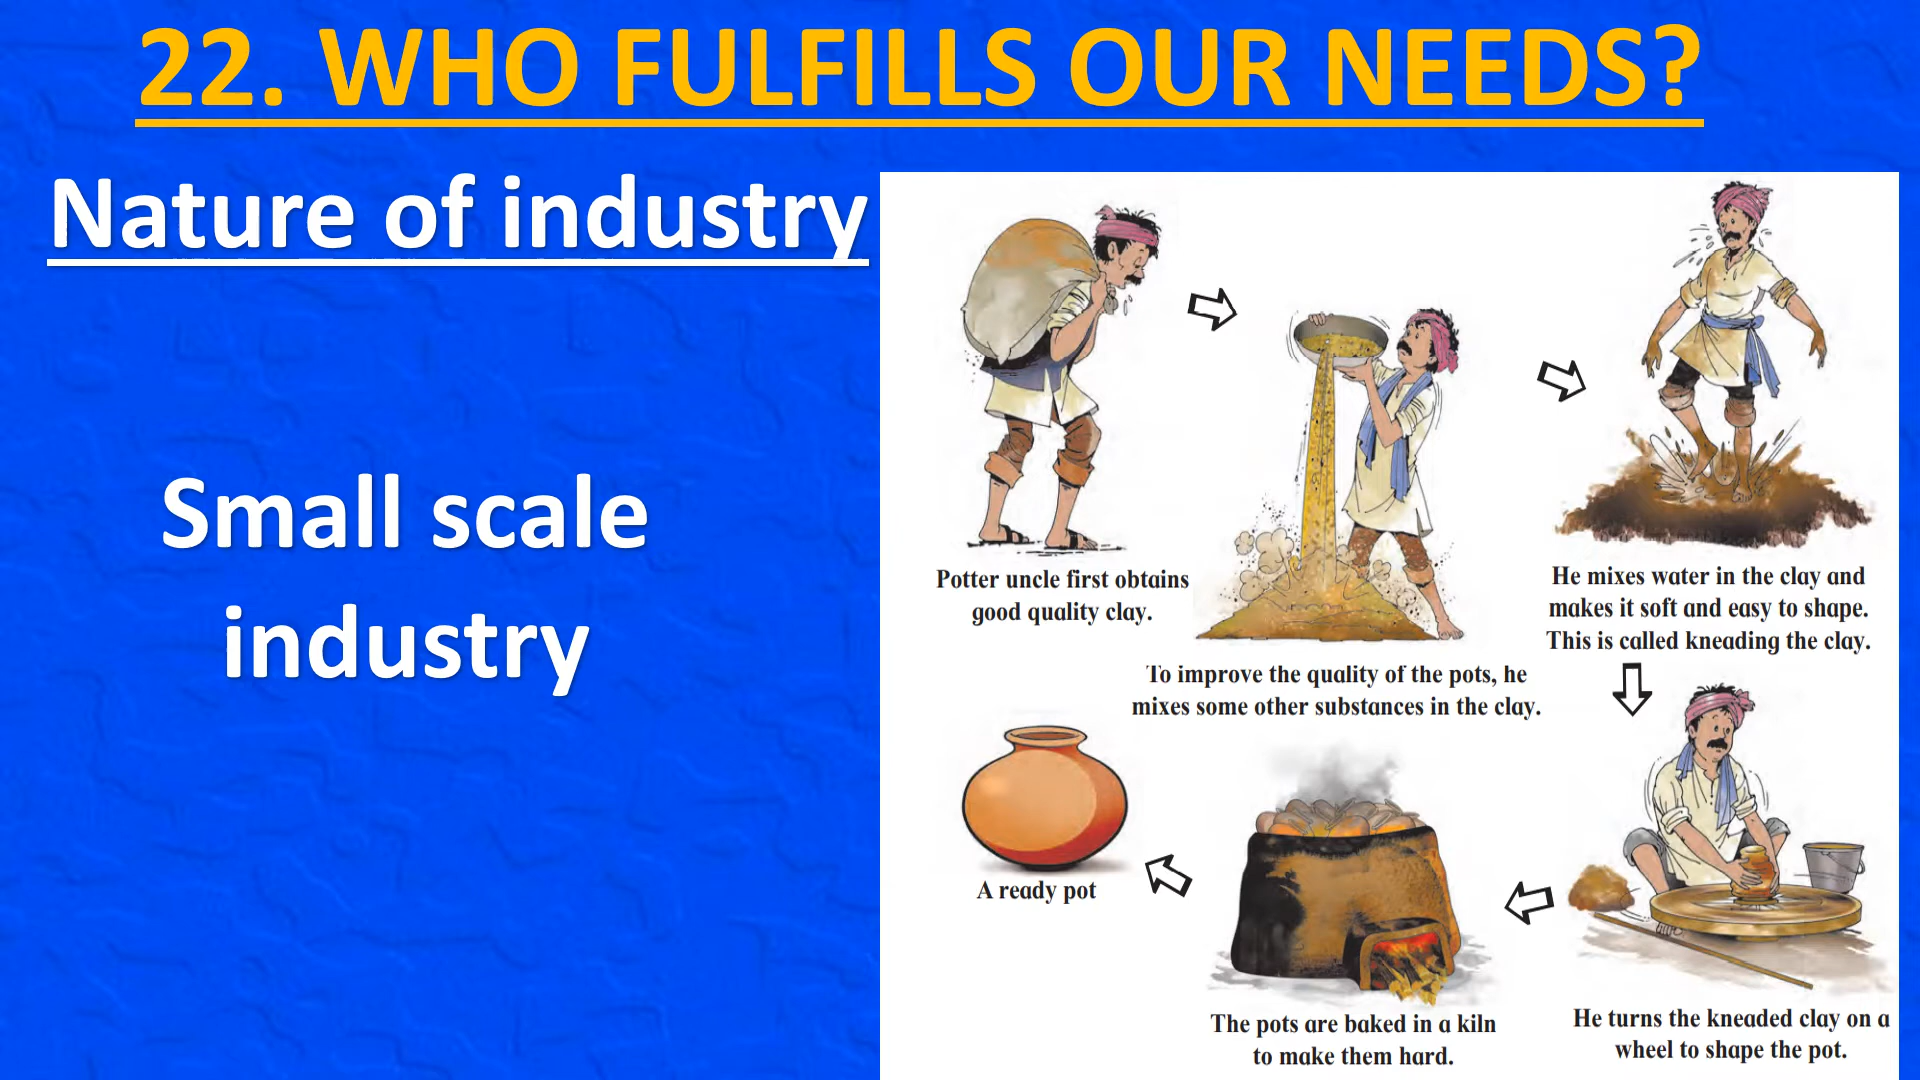 22. WHO FULFILLS OUR NEEDS?
Nature of industry
Small scale
industry
Potter uncle first obtains
good quality clay.
To improve the quality of the pots, he
mixes some other substances in the clay.
He mixes water in the clay and
makes it soft and easy to shape.
This is called kneading the clay.
He turns the kneaded clay on a
wheel to shape the pot.
The pots are baked in a kiln
to make them hard.
A ready pot